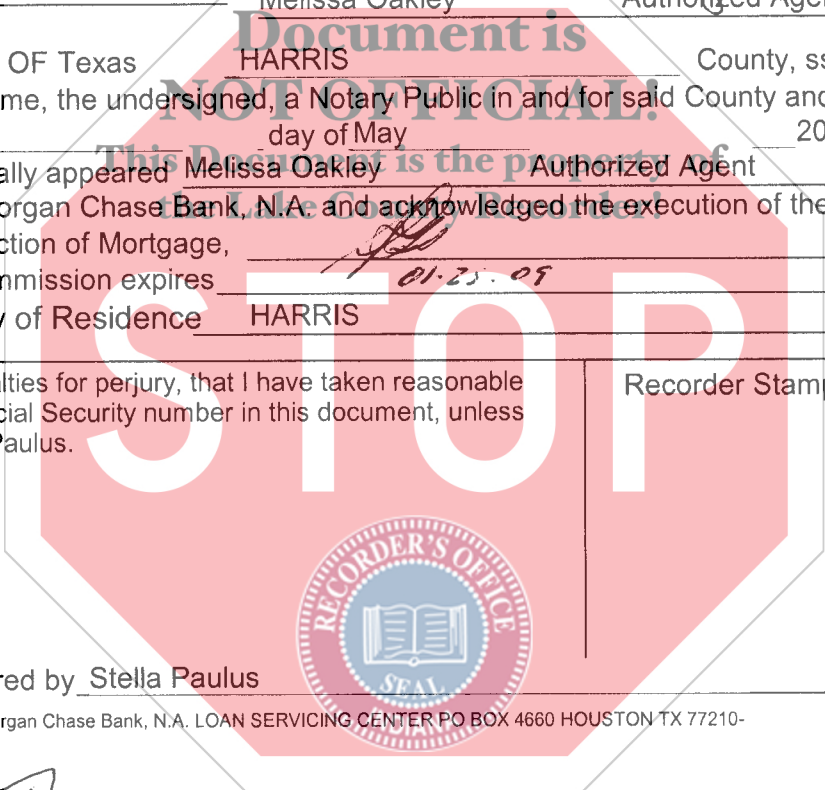 Melissa Oakley Authorized Agen
Document is
OF Texas HARRIS County, ss
NOT OFFICIAL!
me, the undersigned, a Notary Public in and for said County and
day of May 20
This Document is the property of
ally appeared Melissa Oakley Authorized Agent
the Lake County Recorder!
organ Chase Bank, N.A. and acknowledged the execution of the
ction of Mortgage,
mmission expires 01.25.09
y of Residence HARRIS
STOP
lties for perjury, that I have taken reasonable Recorder Stamp
cial Security number in this document, unless
Paulus.
RECORDER'S OFFICE
SEAL
red by Stella Paulus
rgan Chase Bank, N.A. LOAN SERVICING CENTER PO BOX 4660 HOUSTON TX 77210-